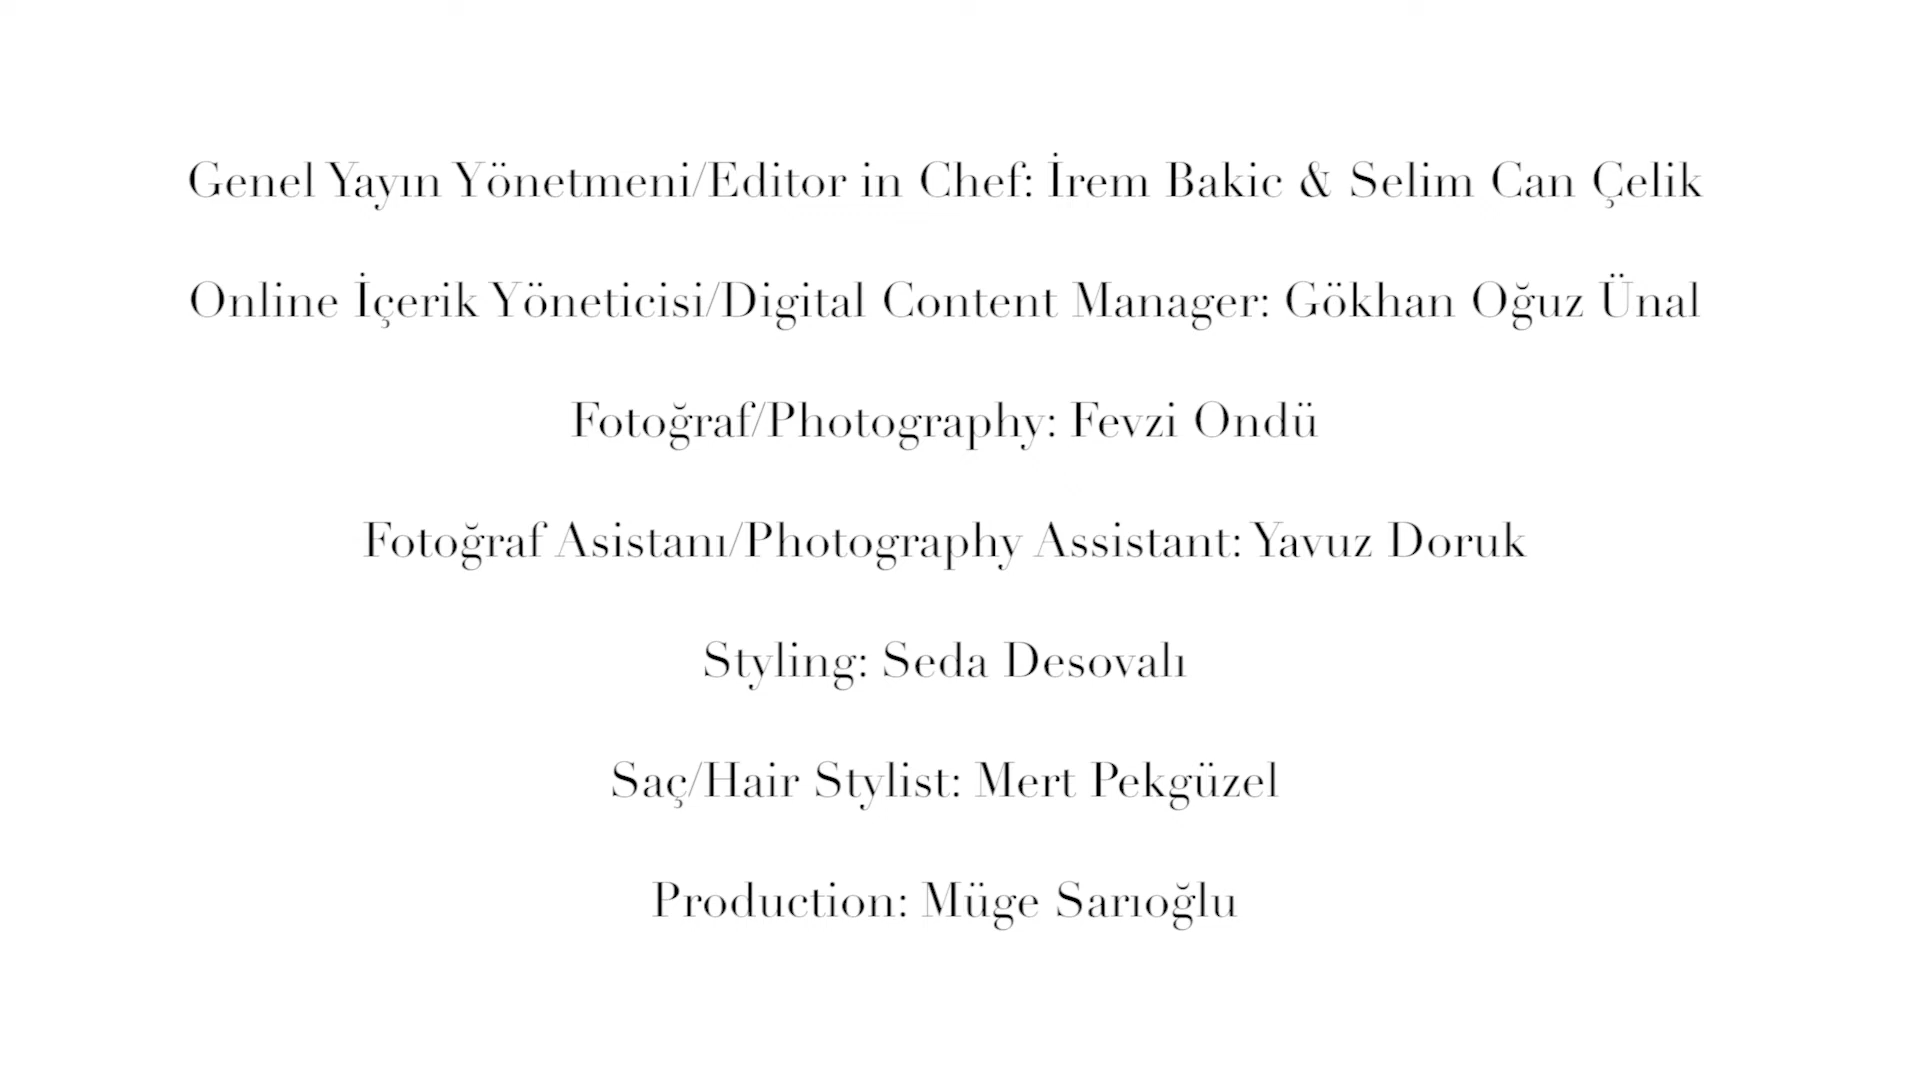 Genel Yayın Yönetmeni/Editor in Chef: İrem Bakic & Selim Can Çelik
Online İçerik Yöneticisi/Digital Content Manager: Gökhan Oğuz Ünal
Fotoğraf/Photography: Fevzi Ondü
Fotoğraf Asistanı/Photography Assistant: Yavuz Doruk
Styling: Seda Desovalı
Saç/Hair Stylist: Mert Pekgüzel
Production: Müge Sarıoğlu